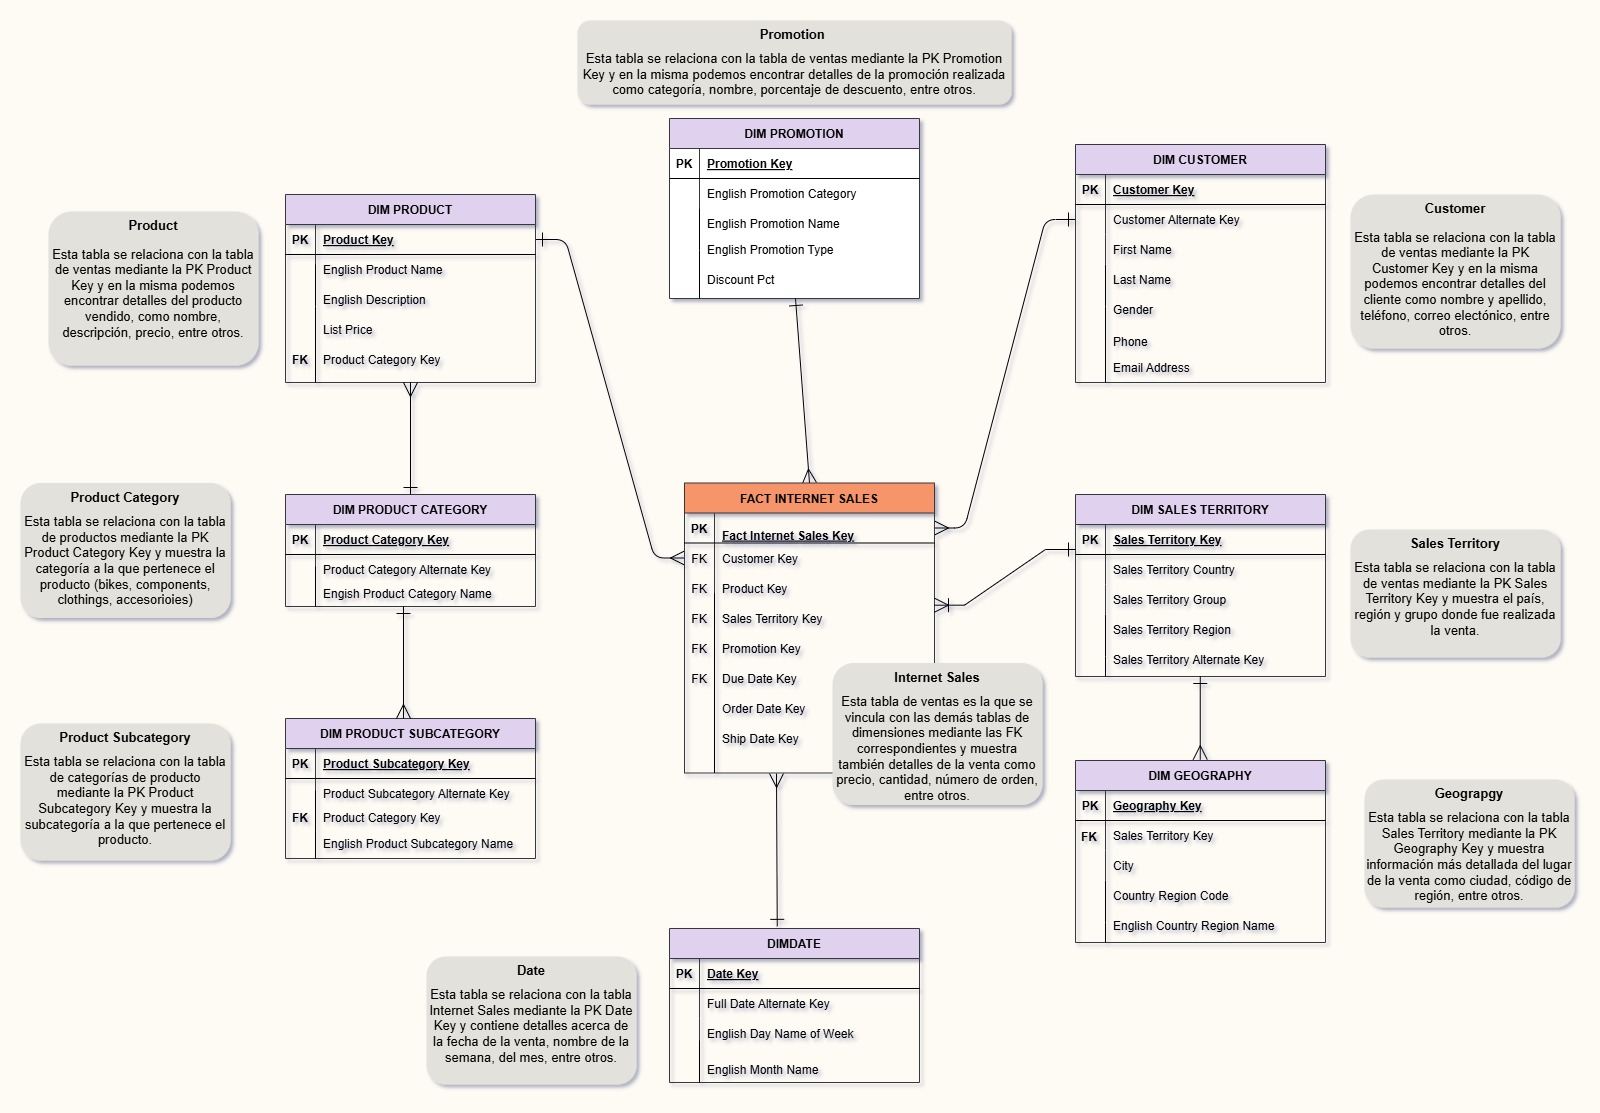 Promotion
Esta tabla se relaciona con la tabla de ventas mediante la PK Promotion
Key y en la misma podemos encontrar detalles de la promoción realizada
como categoría, nombre, porcentaje de descuento, entre otros.
DIM PROMOTION
PK Promotion Key
English Promotion Category
English Promotion Name
English Promotion Type
Discount Pct
DIM CUSTOMER
PK Customer Key
Customer Alternate Key
First Name
Last Name
Gender
Phone
Email Address
Customer
Esta tabla se relaciona con la tabla
de ventas mediante la PK
Customer Key y en la misma
podemos encontrar detalles del
cliente como nombre y apellido,
teléfono, correo electónico, entre
otros.
Product
Esta tabla se relaciona con la tabla
de ventas mediante la PK Product
Key y en la misma podemos
encontrar detalles del producto
vendido, como nombre,
descripción, precio, entre otros.
DIM PRODUCT
PK Product Key
English Product Name
English Description
List Price
FK Product Category Key
Product Category
Esta tabla se relaciona con la tabla
de productos mediante la PK
Product Category Key y muestra la
categoría a la que pertenece el
producto (bikes, components,
clothings, accesorioies)
DIM PRODUCT CATEGORY
PK Product Category Key
Product Category Alternate Key
Engish Product Category Name
FACT INTERNET SALES
PK Fact Internet Sales Key
FK Customer Key
FK Product Key
FK Sales Territory Key
FK Promotion Key
FK Due Date Key
Order Date Key
Ship Date Key
Internet Sales
Esta tabla de ventas es la que se
vincula con las demás tablas de
dimensiones mediante las FK
correspondientes y muestra
también detalles de la venta como
precio, cantidad, número de orden,
entre otros.
DIM SALES TERRITORY
PK Sales Territory Key
Sales Territory Country
Sales Territory Group
Sales Territory Region
Sales Territory Alternate Key
Sales Territory
Esta tabla se relaciona con la tabla
de ventas mediante la PK Sales
Territory Key y muestra el país,
región y grupo donde fue realizada
la venta.
Product Subcategory
Esta tabla se relaciona con la tabla
de categorías de producto
mediante la PK Product
Subcategory Key y muestra la
subcategoría a la que pertenece el
producto.
DIM PRODUCT SUBCATEGORY
PK Product Subcategory Key
Product Subcategory Alternate Key
FK Product Category Key
English Product Subcategory Name
DIM GEOGRAPHY
PK Geography Key
FK Sales Territory Key
City
Country Region Code
English Country Region Name
Geograpgy
Esta tabla se relaciona con la tabla
Sales Territory mediante la PK
Geography Key y muestra
información más detallada del lugar
de la venta como ciudad, código de
región, entre otros.
Date
Esta tabla se relaciona con la tabla
Internet Sales mediante la PK Date
Key y contiene detalles acerca de
la fecha de la venta, nombre de la
semana, del mes, entre otros.
DIMDATE
PK Date Key
Full Date Alternate Key
English Day Name of Week
English Month Name